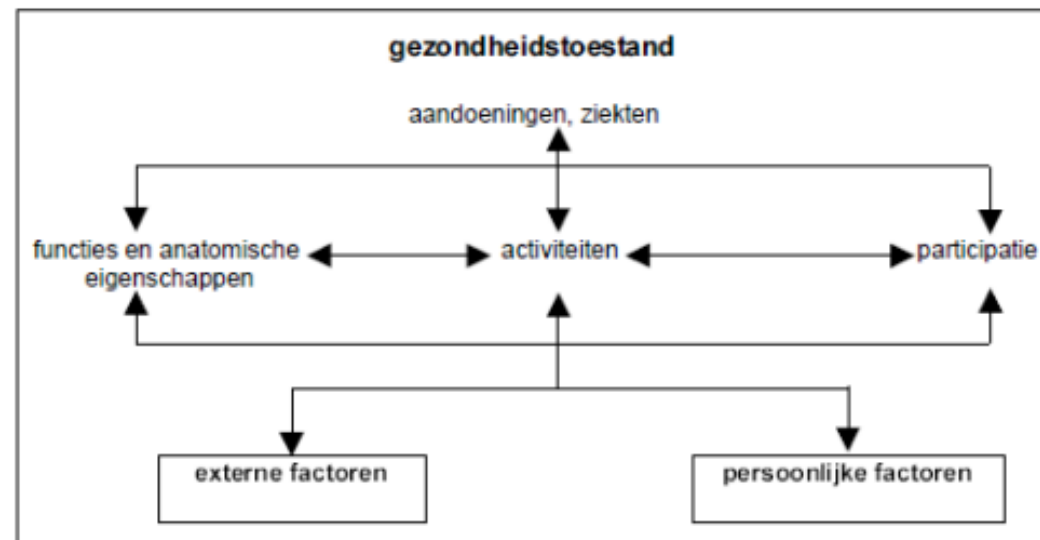 gezondheidstoestand
aandoeningen, ziekten
functies en anatomische
eigenschappen
activiteiten
participatie
externe factoren
persoonlijke factoren